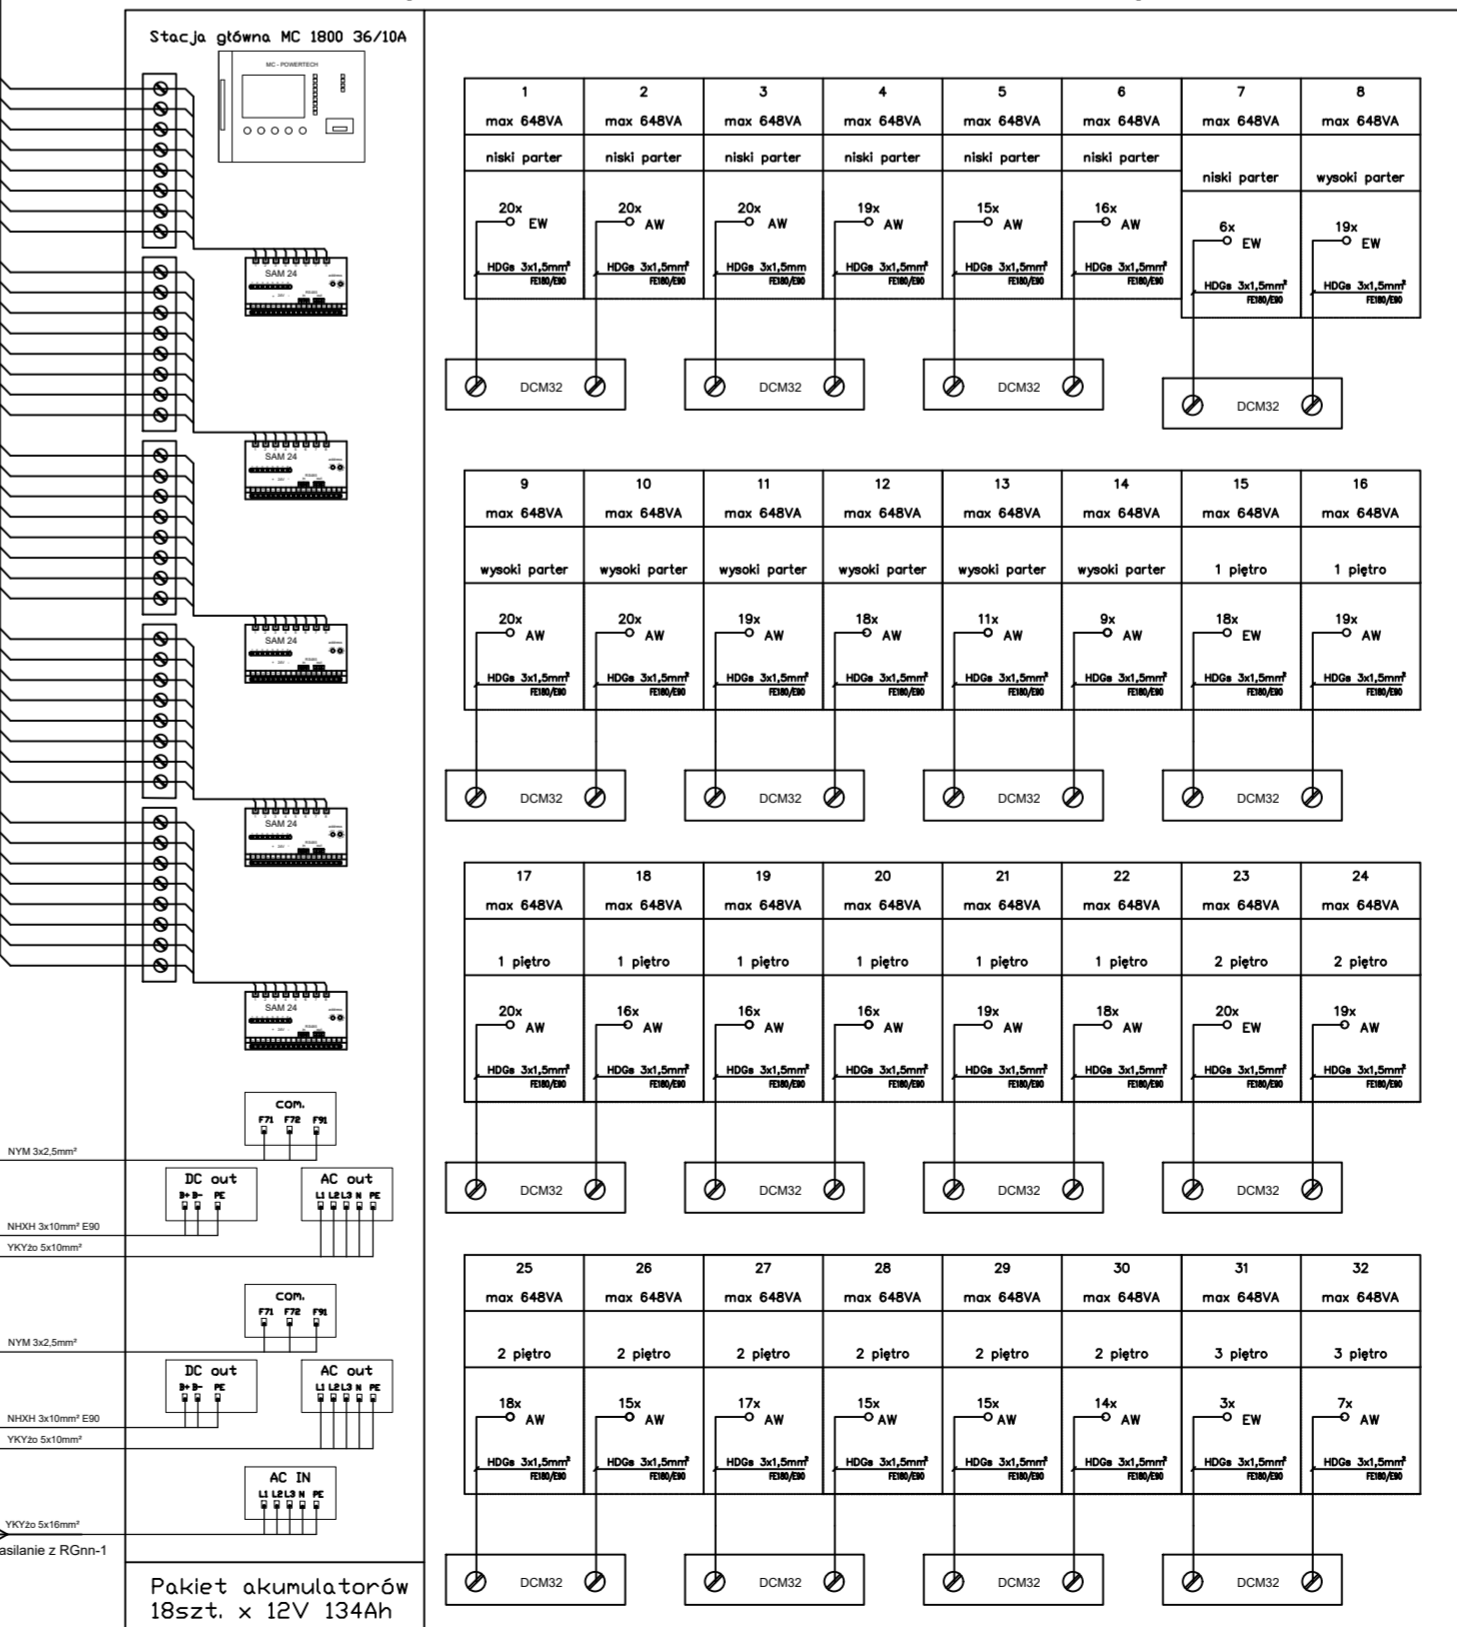 Stacja główna MC 1800 36/10A
MC - POWERTECH
SAM 24
SAM 24
SAM 24
SAM 24
SAM 24
com.
F71 F72 F91
NYM 3x2,5mm²
DC out
B+ B- PE
AC out
L1 L2 L3 N PE
NHXH 3x10mm² E90
YKYżo 5x10mm²
com.
F71 F72 F91
NYM 3x2,5mm²
DC out
B+ B- PE
AC out
L1 L2 L3 N PE
NHXH 3x10mm² E90
YKYżo 5x10mm²
AC IN
L1 L2 L3 N PE
YKYżo 5x16mm²
asilanie z RGnn-1
Pakiet akumulatorów
18szt. x 12V 134Ah
1 2 3 4 5 6 7 8
max 648VA max 648VA max 648VA max 648VA max 648VA max 648VA max 648VA max 648VA
niski parter niski parter niski parter niski parter niski parter niski parter niski parter wysoki parter
20x EW 20x AW 20x AW 19x AW 15x AW 16x AW 6x EW 19x EW
HDGs 3x1,5mm² HDGs 3x1,5mm² HDGs 3x1,5mm HDGs 3x1,5mm² HDGs 3x1,5mm² HDGs 3x1,5mm² HDGs 3x1,5mm² HDGs 3x1,5mm²
FE180/E90 FE180/E90 FE180/E90 FE180/E90 FE180/E90 FE180/E90 FE180/E90 FE180/E90
DCM32 DCM32 DCM32 DCM32
9 10 11 12 13 14 15 16
max 648VA max 648VA max 648VA max 648VA max 648VA max 648VA max 648VA max 648VA
wysoki parter wysoki parter wysoki parter wysoki parter wysoki parter wysoki parter 1 piętro 1 piętro
20x AW 20x AW 19x AW 18x AW 11x AW 9x AW 18x EW 19x AW
HDGs 3x1,5mm² HDGs 3x1,5mm² HDGs 3x1,5mm² HDGs 3x1,5mm² HDGs 3x1,5mm² HDGs 3x1,5mm² HDGs 3x1,5mm² HDGs 3x1,5mm²
FE180/E90 FE180/E90 FE180/E90 FE180/E90 FE180/E90 FE180/E90 FE180/E90 FE180/E90
DCM32 DCM32 DCM32 DCM32
17 18 19 20 21 22 23 24
max 648VA max 648VA max 648VA max 648VA max 648VA max 648VA max 648VA max 648VA
1 piętro 1 piętro 1 piętro 1 piętro 1 piętro 1 piętro 2 piętro 2 piętro
20x AW 16x AW 16x AW 16x AW 19x AW 18x AW 20x EW 19x AW
HDGs 3x1,5mm² HDGs 3x1,5mm² HDGs 3x1,5mm² HDGs 3x1,5mm² HDGs 3x1,5mm² HDGs 3x1,5mm² HDGs 3x1,5mm² HDGs 3x1,5mm²
FE180/E90 FE180/E90 FE180/E90 FE180/E90 FE180/E90 FE180/E90 FE180/E90 FE180/E90
DCM32 DCM32 DCM32 DCM32
25 26 27 28 29 30 31 32
max 648VA max 648VA max 648VA max 648VA max 648VA max 648VA max 648VA max 648VA
2 piętro 2 piętro 2 piętro 2 piętro 2 piętro 2 piętro 3 piętro 3 piętro
18x AW 15x AW 17x AW 15x AW 15x AW 14x AW 3x EW 7x AW
HDGs 3x1,5mm² HDGs 3x1,5mm² HDGs 3x1,5mm² HDGs 3x1,5mm² HDGs 3x1,5mm² HDGs 3x1,5mm² HDGs 3x1,5mm² HDGs 3x1,5mm²
FE180/E90 FE180/E90 FE180/E90 FE180/E90 FE180/E90 FE180/E90 FE180/E90 FE180/E90
DCM32 DCM32 DCM32 DCM32